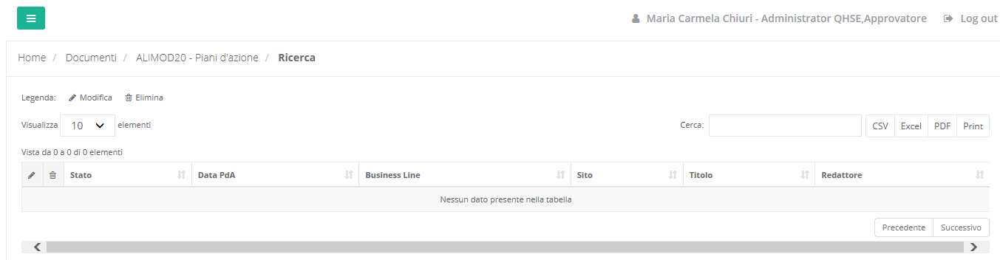 Maria Carmela Chiuri - Administrator QHSE,Approvatore Log out
Home / Documenti / ALIMOD20 - Piani d'azione / Ricerca
Legenda: Modifica Elimina
Visualizza 10 elementi Cerca: CSV Excel PDF Print
Vista da 0 a 0 di 0 elementi
Stato Data PdA Business Line Sito Titolo Redattore
Nessun dato presente nella tabella
Precedente Successivo